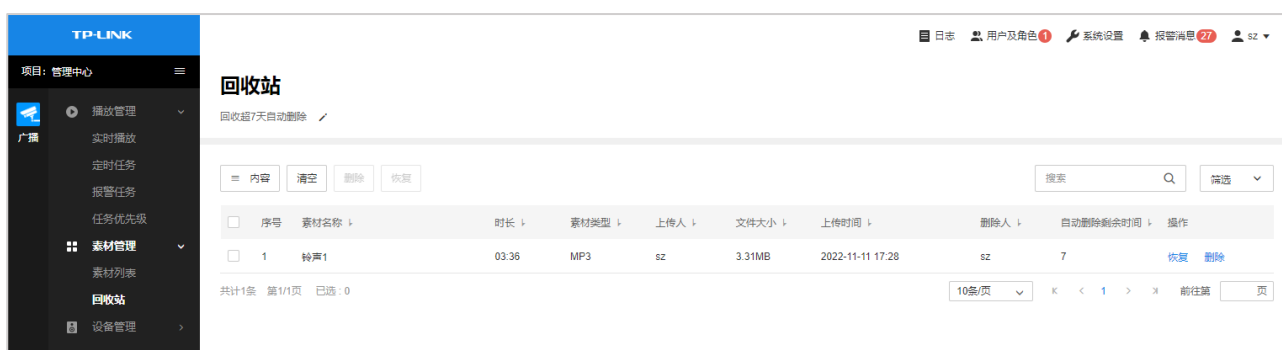 TP-LINK
日志 用户及角色 1 系统设置 报警消息 27 sz
项目: 管理中心
回收站
回收超7天自动删除
广播
播放管理
实时播放
定时任务
报警任务
任务优先级
素材管理
素材列表
回收站
设备管理
内容 清空 删除 恢复 搜索 筛选
序号 素材名称 时长 素材类型 上传人 文件大小 上传时间 删除人 自动删除剩余时间 操作
1 铃声1 03:36 MP3 sz 3.31MB 2022-11-11 17:28 sz 7 恢复 删除
共计1条 第1/1页 已选 : 0 10条/页 1 前往第 页